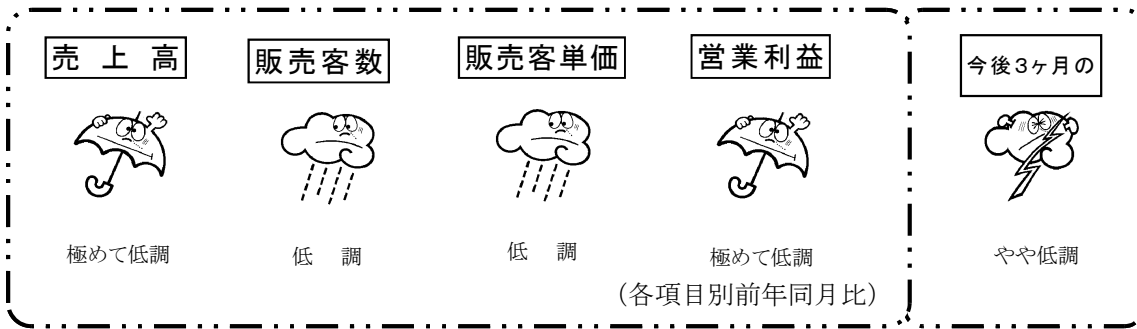 売上高
販売客数
販売客単価
営業利益
今後3ヶ月の
極めて低調
低調
低調
極めて低調
やや低調
(各項目別前年同月比)